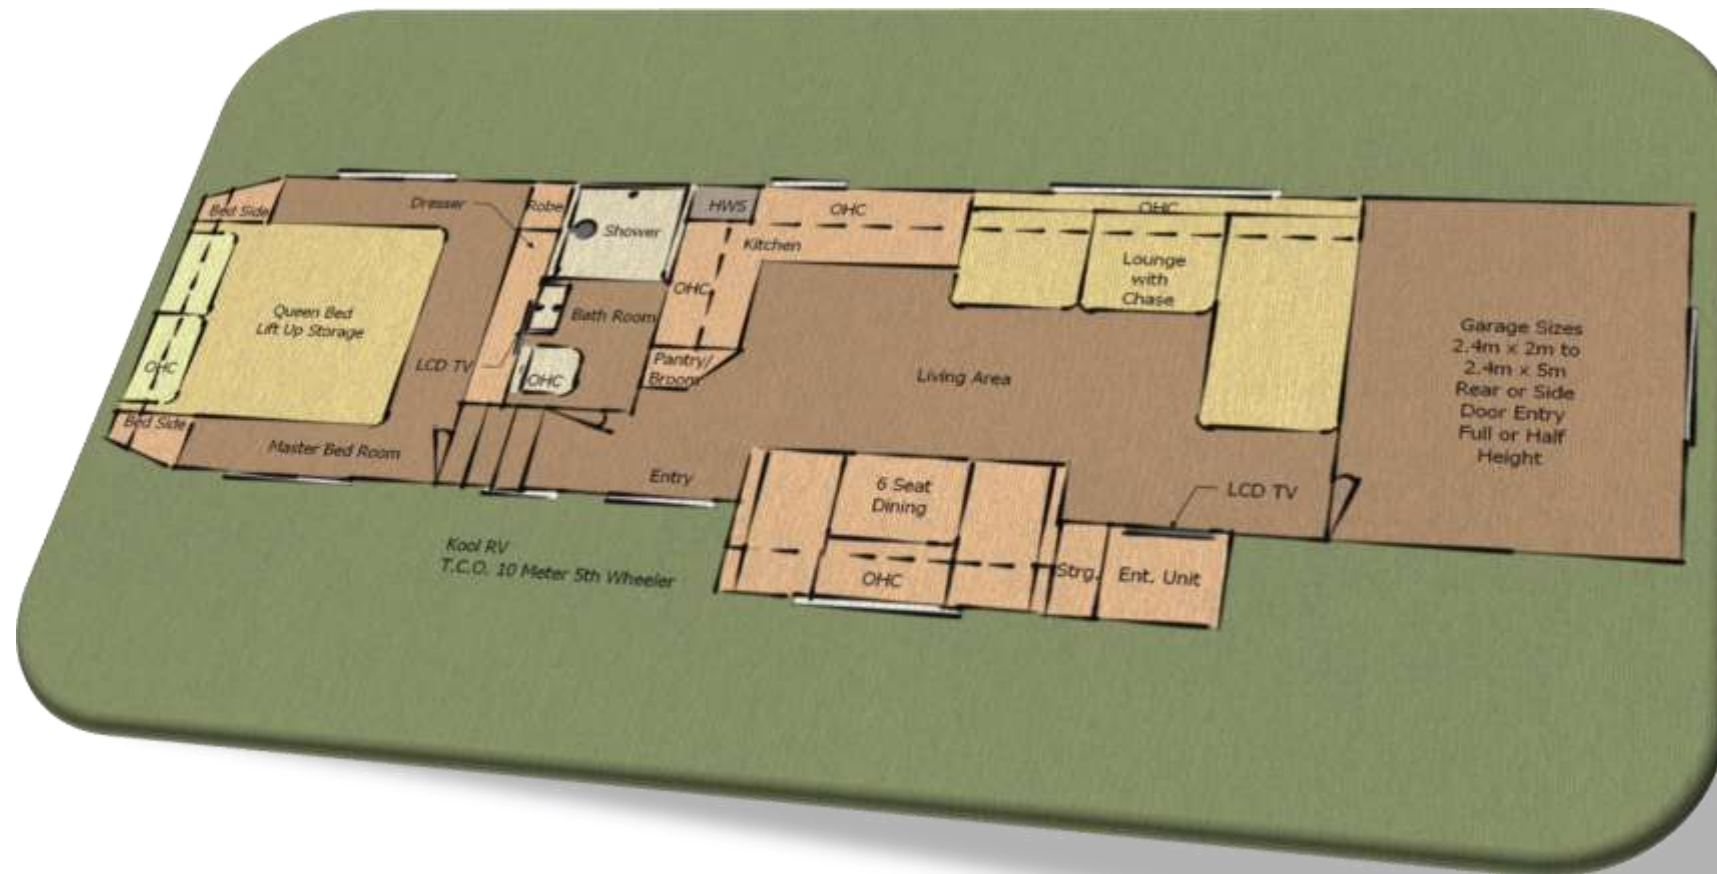 Bed Side
Dresser
Robe
Shower
HWS
OHC
OHC
Kitchen
Lounge
with
Chase
Queen Bed
Lift Up Storage
OHC
Bath Room
OHC
LCD TV
OHC
Pantry/
Broom
Living Area
Garage Sizes
2.4m x 2m to
2.4m x 5m
Rear or Side
Door Entry
Full or Half
Height
Bed Side
Master Bed Room
Entry
6 Seat
Dining
LCD TV
Kool RV
T.C.O. 10 Meter 5th Wheeler
OHC
Strg.
Ent. Unit